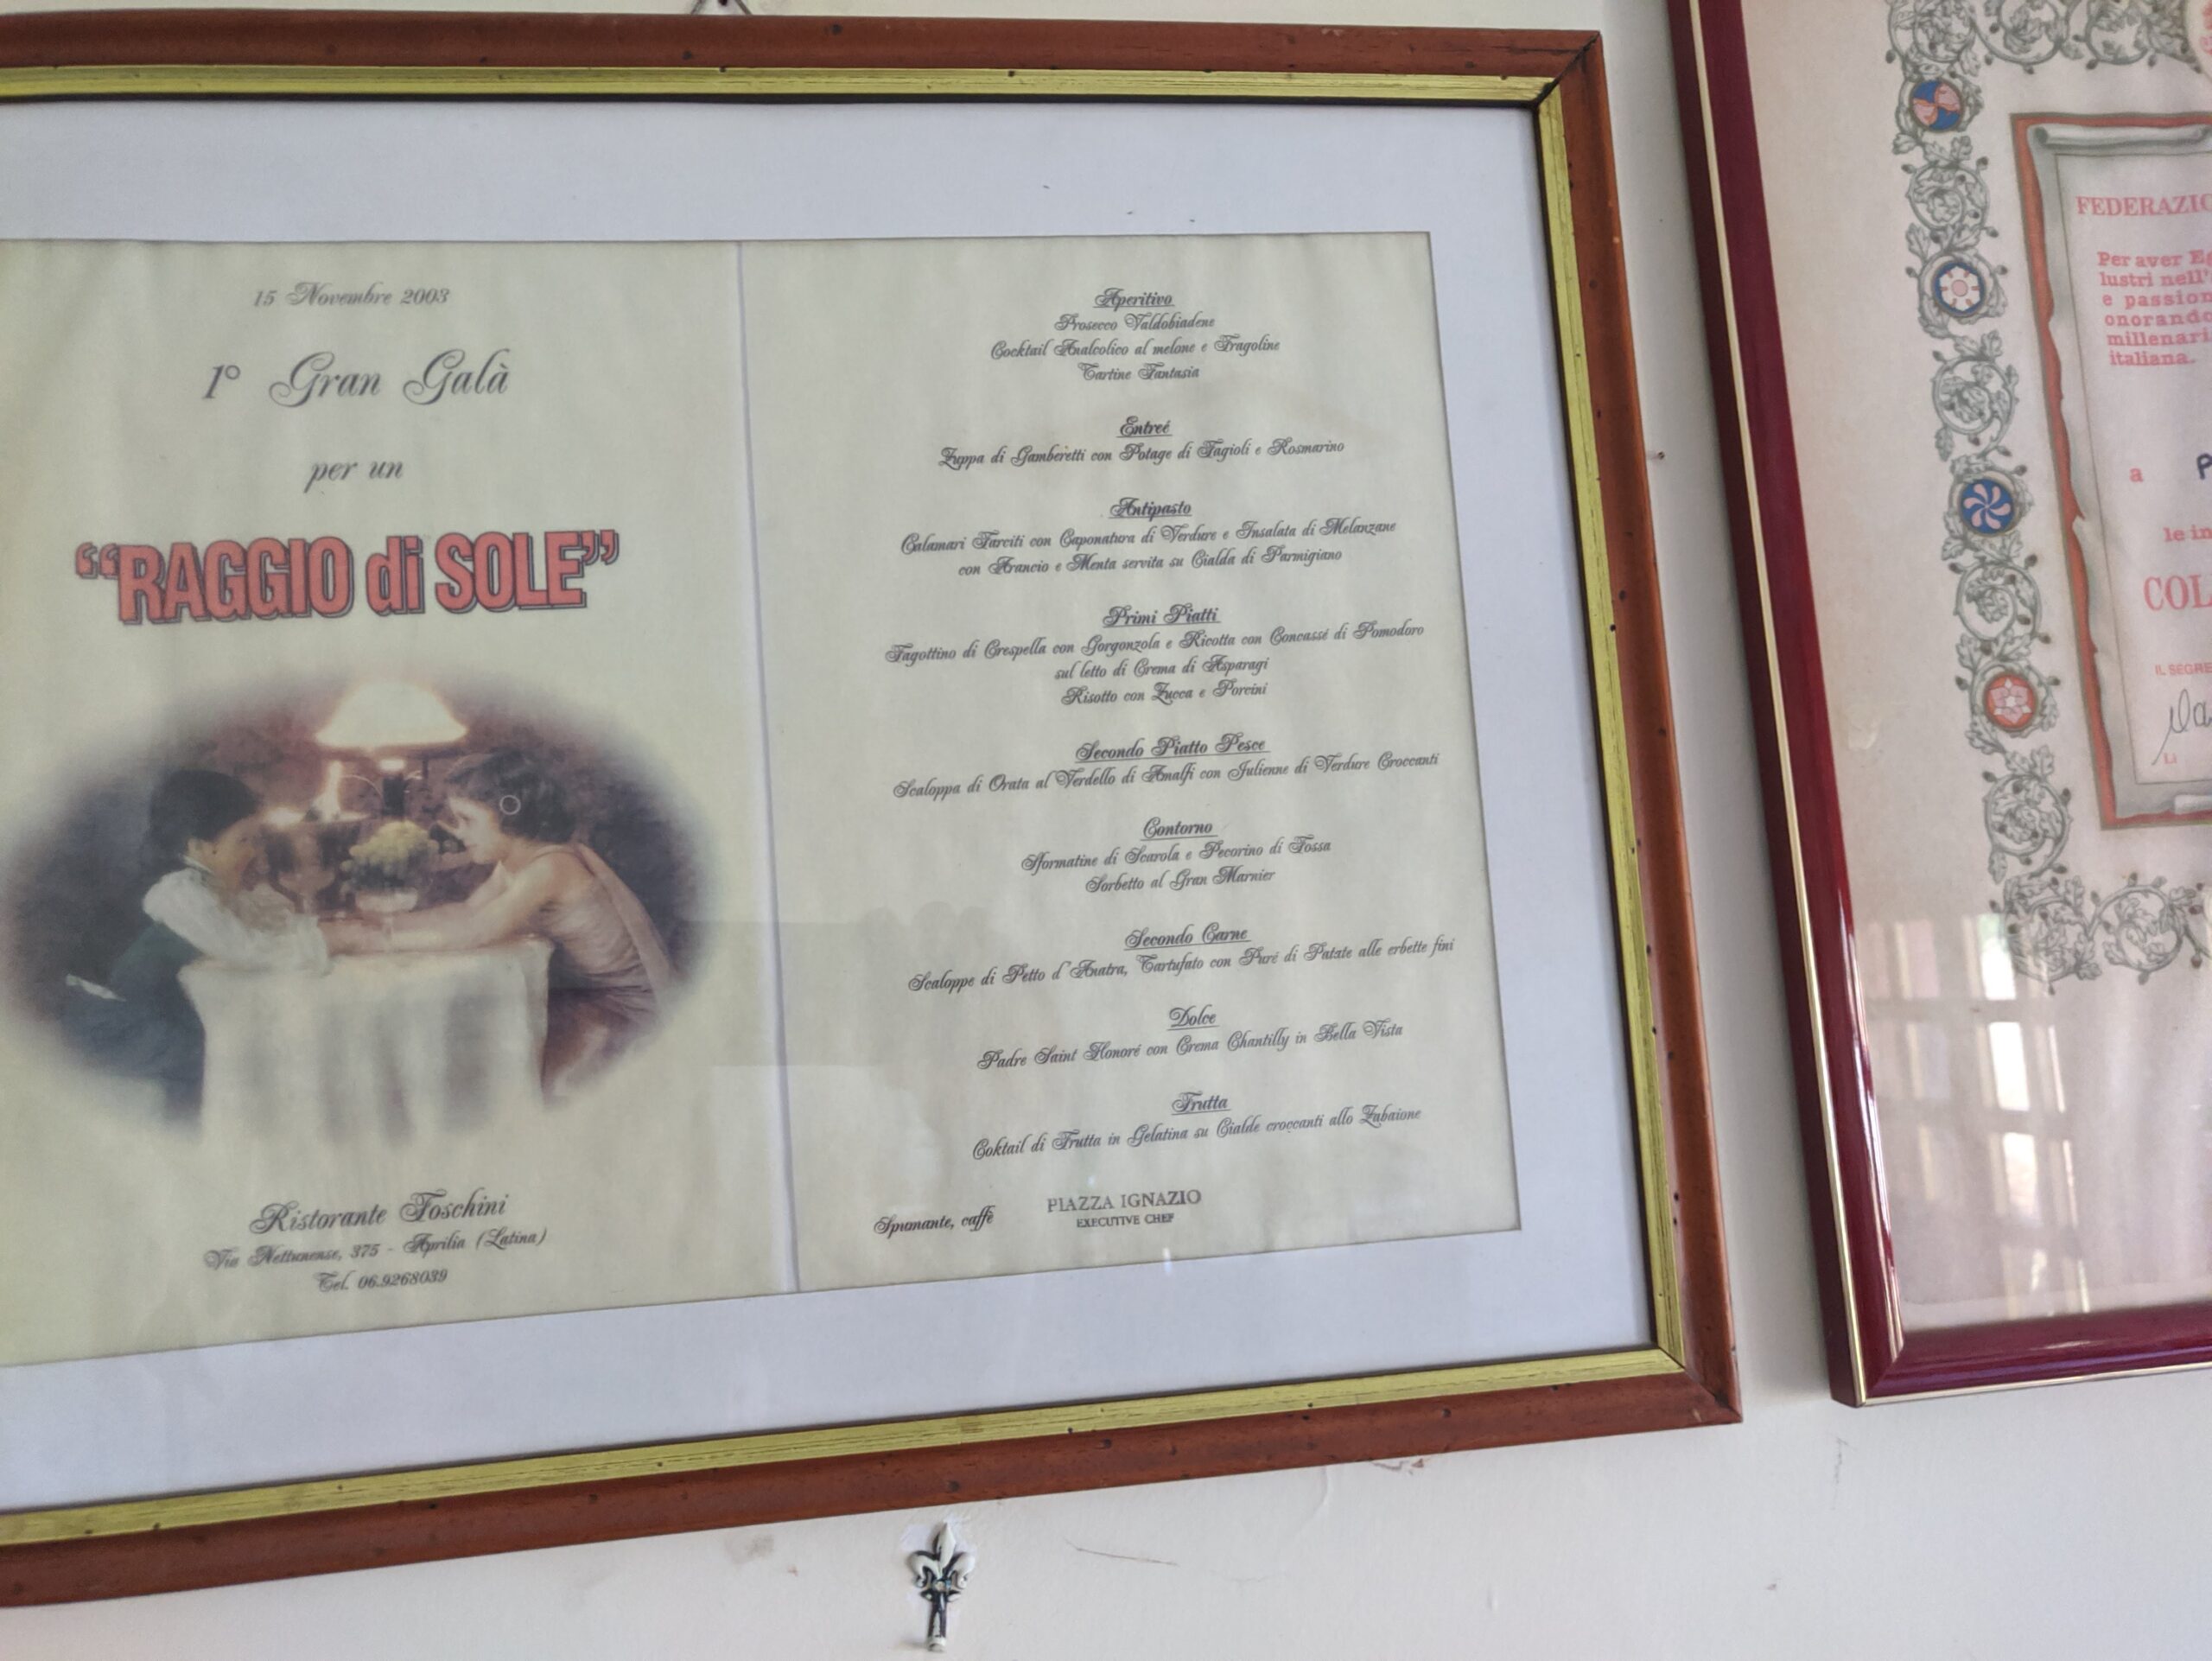 15 Novembre 2003
1° Gran Galà
per un
“RAGGIO di SOLE”
Ristorante Foschini
Via Nettunense, 375 - Aprilia (Latina)
Tel. 06.9268039
Aperitivo
Prosecco Valdobiadene
Cocktail Analcolico al melone e Fragoline
Tartine Fantasia
Entreé
Zuppa di Gamberetti con Potage di Fagioli e Rosmarino
Antipasto
Calamari Farciti con Caponatura di Verdure e Insalata di Melanzane
con Arancio e Menta servita su Cialda di Parmigiano
Primi Piatti
Fagottino di Crespella con Gorgonzola e Ricotta con Concassé di Pomodoro
sul letto di Crema di Asparagi
Risotto con Zucca e Porcini
Secondo Piatto Pesce
Scaloppa di Orata al Verdello di Amalfi con Julienne di Verdure Croccanti
Contorno
Sformatine di Scarola e Pecorino di Fossa
Sorbetto al Gran Marnier
Secondo Carne
Scaloppe di Petto d'Anatra, Tartufato con Puré di Patate alle erbette fini
Dolce
Padre Saint Honoré con Crema Chantilly in Bella Vista
Frutta
Coktail di Frutta in Gelatina su Cialde croccanti allo Zabaione
Spumante, caffè
PIAZZA IGNAZIO
EXECUTIVE CHEF
FEDERAZIO
Per aver Eg
lustri nell'
e passion
onorando
millenari
italiana.
a P
le in
COL
IL SEGRE